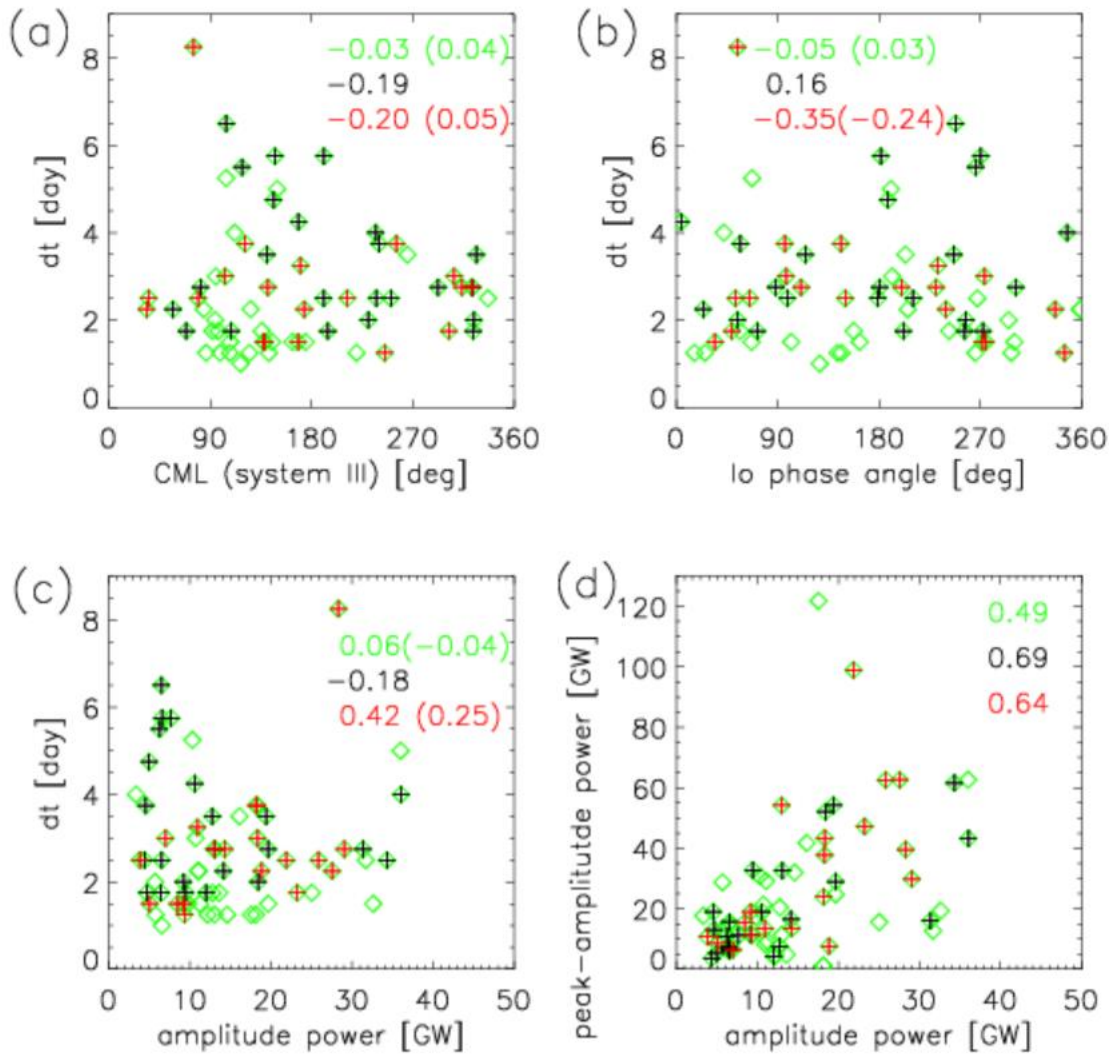 (a)
−0.03 (0.04)
−0.19
−0.20 (0.05)
dt [day]
8
6
4
2
0
0 90 180 270 360
CML (system III) [deg]
(b)
−0.05 (0.03)
0.16
−0.35(−0.24)
dt [day]
8
6
4
2
0
0 90 180 270 360
Io phase angle [deg]
(c)
0.06(−0.04)
−0.18
0.42 (0.25)
dt [day]
8
6
4
2
0
0 10 20 30 40 50
amplitude power [GW]
(d)
0.49
0.69
0.64
peak−amplitutde power [GW]
120
100
80
60
40
20
0
0 10 20 30 40 50
amplitude power [GW]